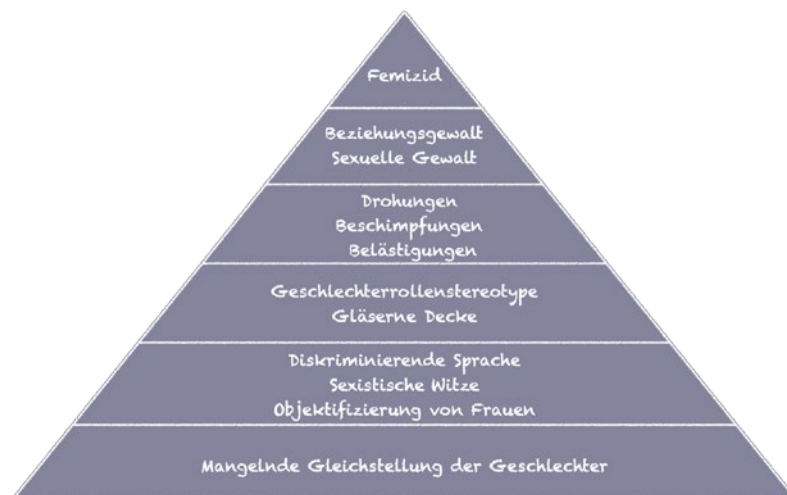 Femizid
Beziehungsgewalt
Sexuelle Gewalt
Drohungen
Beschimpfungen
Belästigungen
Geschlechterrollenstereotype
Gläserne Decke
Diskriminierende Sprache
Sexistische Witze
Objektifizierung von Frauen
Mangelnde Gleichstellung der Geschlechter